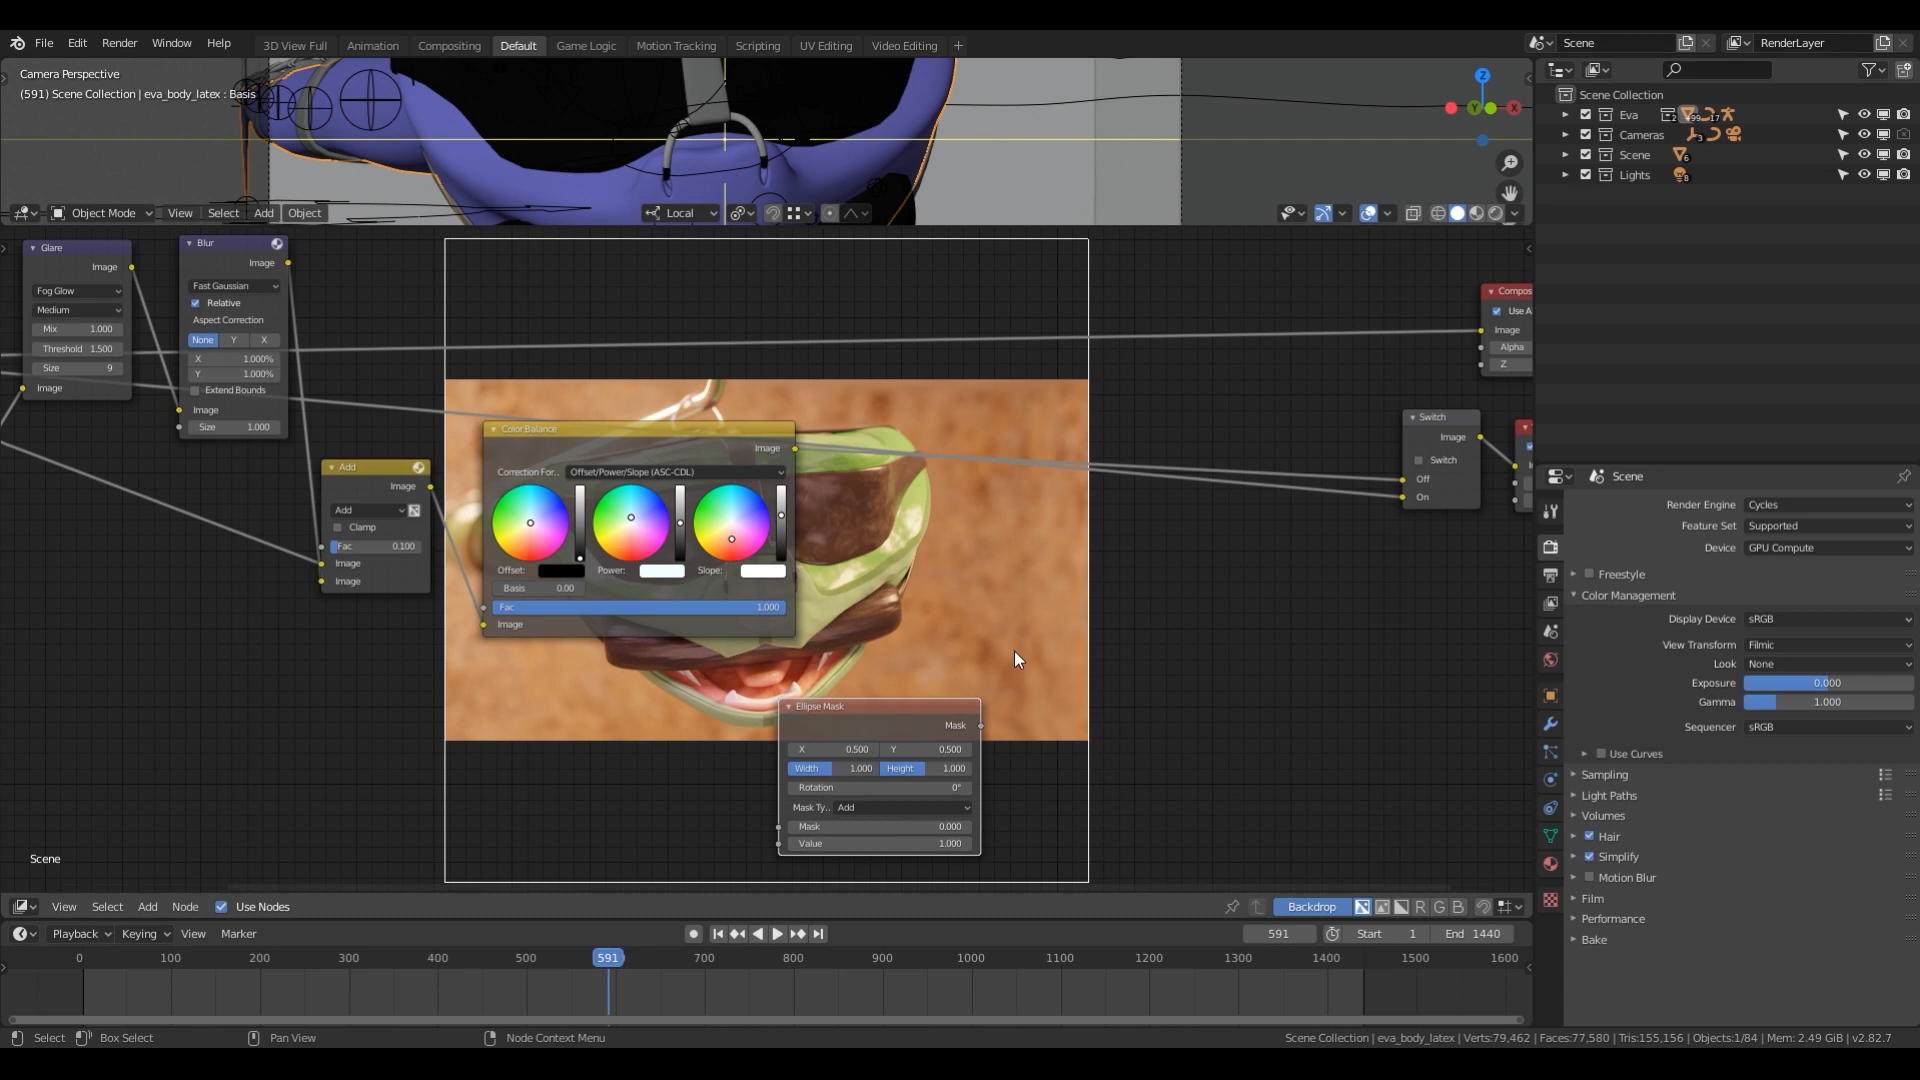 File Edit Render Window Help
3D View Full Animation Compositing Default Game Logic Motion Tracking Scripting UV Editing Video Editing +
Scene
RenderLayer
Camera Perspective
(591) Scene Collection | eva_body_latex : Basis
Z
Y
X
Object Mode View Select Add Object
Local
Scene Collection
Eva
Cameras
Scene
Lights
Glare
Image
Fog Glow
Medium
Mix 1.000
Threshold 1.500
Size 9
Image
Blur
Image
Fast Gaussian
Relative
Aspect Correction
None Y X
X 1.000%
Y 1.000%
Extend Bounds
Image
Size 1.000
Add
Image
Add
Clamp
Fac 0.100
Image
Image
Color Balance
Image
Correction For.. Offset/Power/Slope (ASC-CDL)
Offset: Power: Slope:
Basis 0.00
Fac 1.000
Image
Ellipse Mask
Mask
X 0.500 Y 0.500
Width 1.000 Height 1.000
Rotation 0°
Mask Ty.. Add
Mask 0.000
Value 1.000
Compos
Use A
Image
Alpha
Z
Switch
Image
Switch
Off
On
Scene
Scene
Render Engine Cycles
Feature Set Supported
Device GPU Compute
Freestyle
Color Management
Display Device sRGB
View Transform Filmic
Look None
Exposure 0.000
Gamma 1.000
Sequencer sRGB
Use Curves
Sampling
Light Paths
Volumes
Hair
Simplify
Motion Blur
Film
Performance
Bake
View Select Add Node Use Nodes
Backdrop R G B
Playback Keying View Marker
591 Start 1 End 1440
0 100 200 300 400 500 591 700 800 900 1000 1100 1200 1300 1400 1500 1600
Select Box Select Pan View Node Context Menu
Scene Collection | eva_body_latex | Verts:79,462 | Faces:77,580 | Tris:155,156 | Objects:1/84 | Mem: 2.49 GiB | v2.82.7